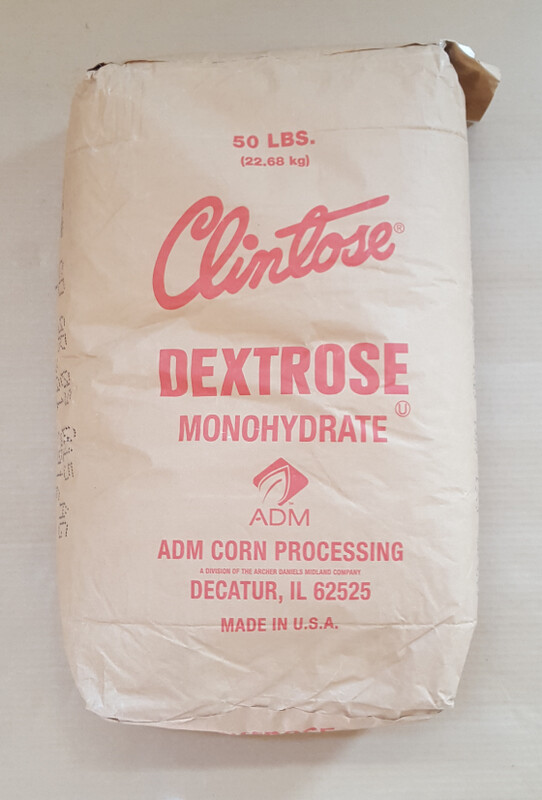 50 LBS.
(22.68 kg)
Clintose®
DEXTROSE
MONOHYDRATE Ⓤ
ADM
ADM CORN PROCESSING
A DIVISION OF THE ARCHER DANIELS MIDLAND COMPANY
DECATUR, IL 62525
MADE IN U.S.A.